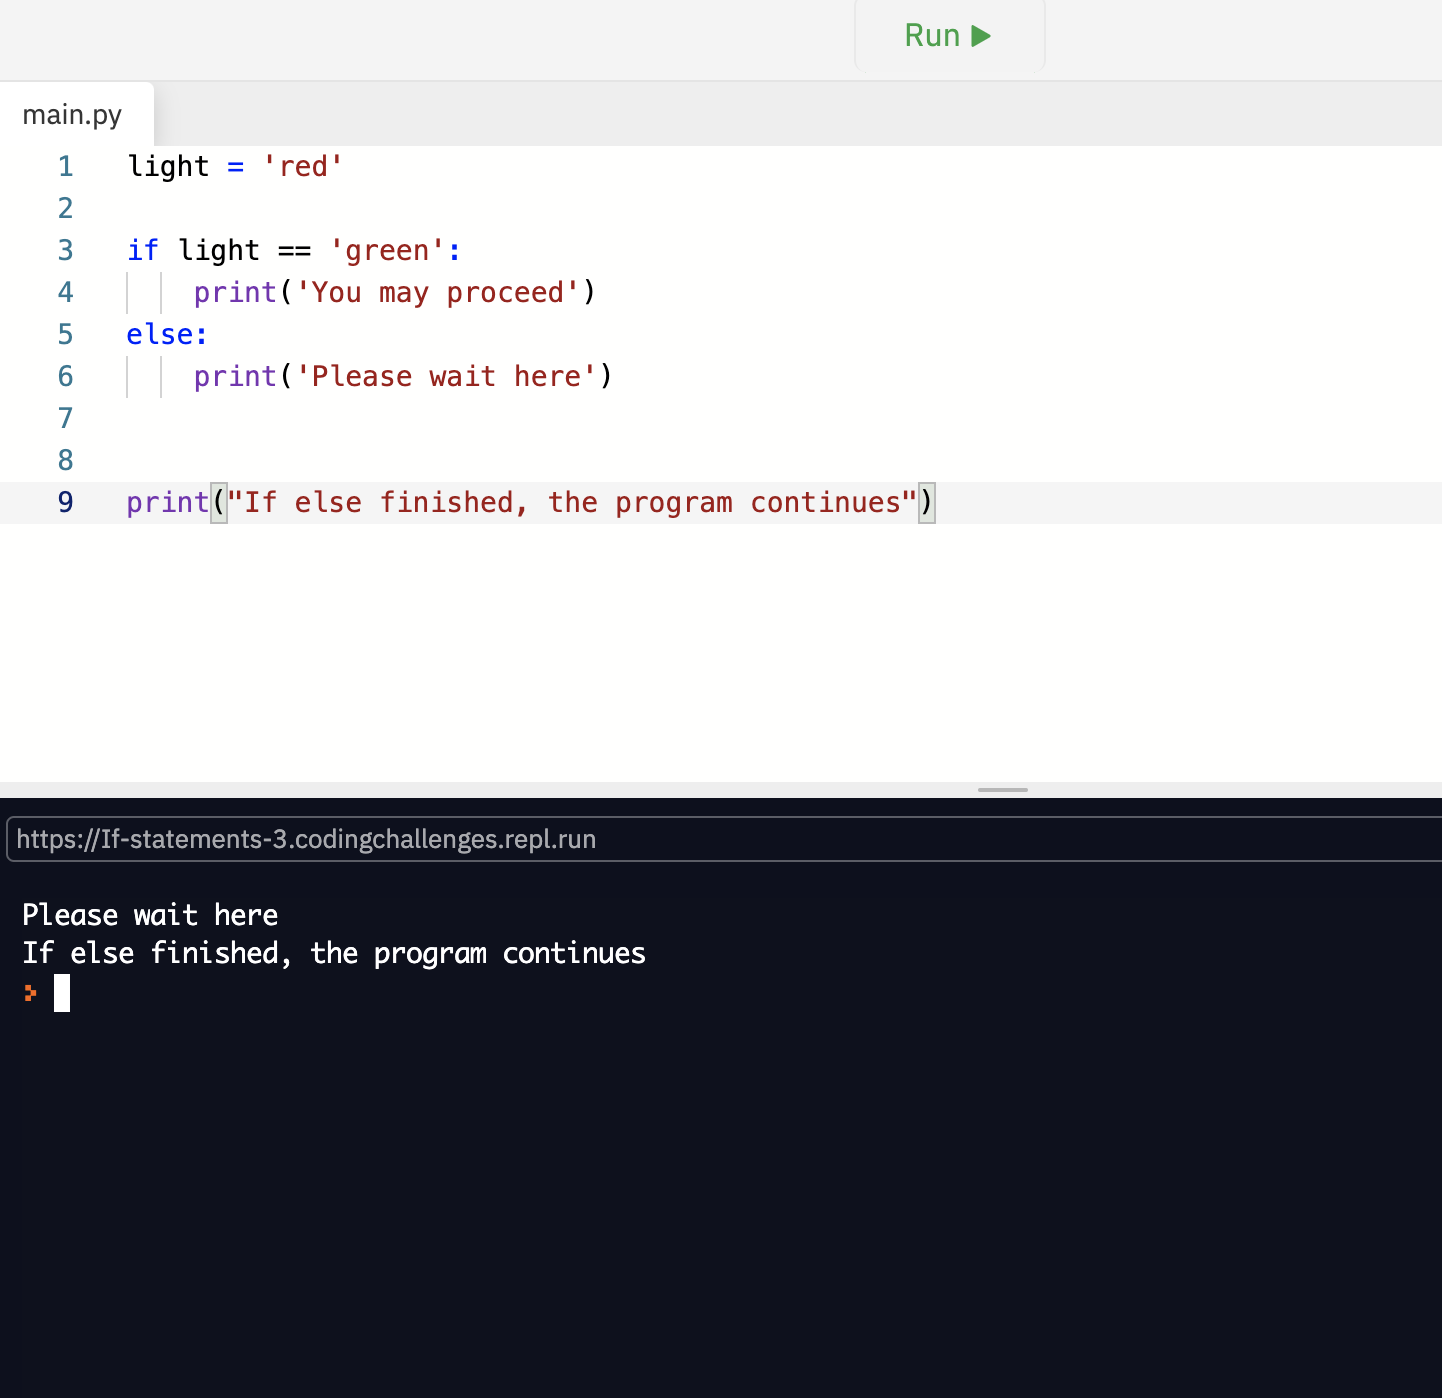 Run
main.py
1 light = 'red'
2
3 if light == 'green':
4 print('You may proceed')
5 else:
6 print('Please wait here')
7
8
9 print("If else finished, the program continues")
https://If-statements-3.codingchallenges.repl.run
Please wait here
If else finished, the program continues
>